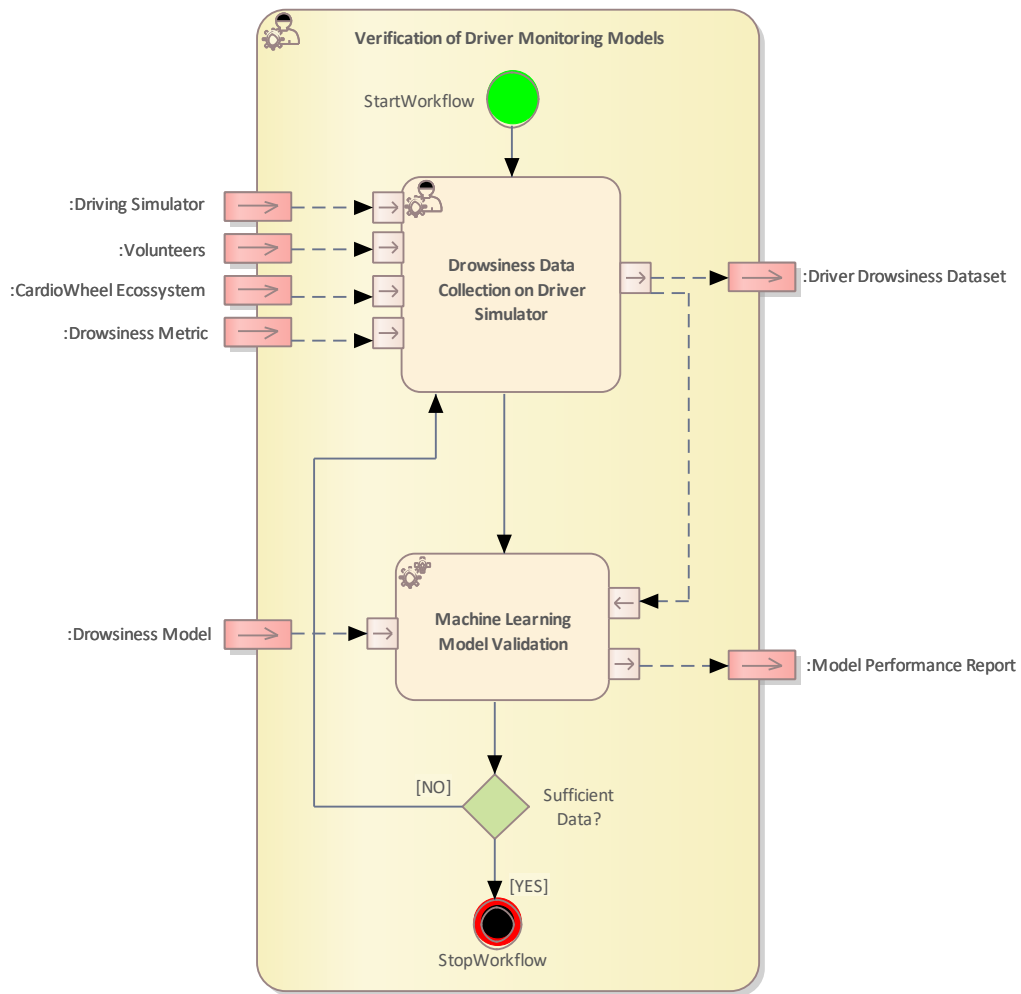 Verification of Driver Monitoring Models
StartWorkflow
:Driving Simulator
:Volunteers
:CardioWheel Ecossystem
:Drowsiness Metric
Drowsiness Data
Collection on Driver
Simulator
:Driver Drowsiness Dataset
:Drowsiness Model
Machine Learning
Model Validation
:Model Performance Report
[NO]
Sufficient
Data?
[YES]
StopWorkflow